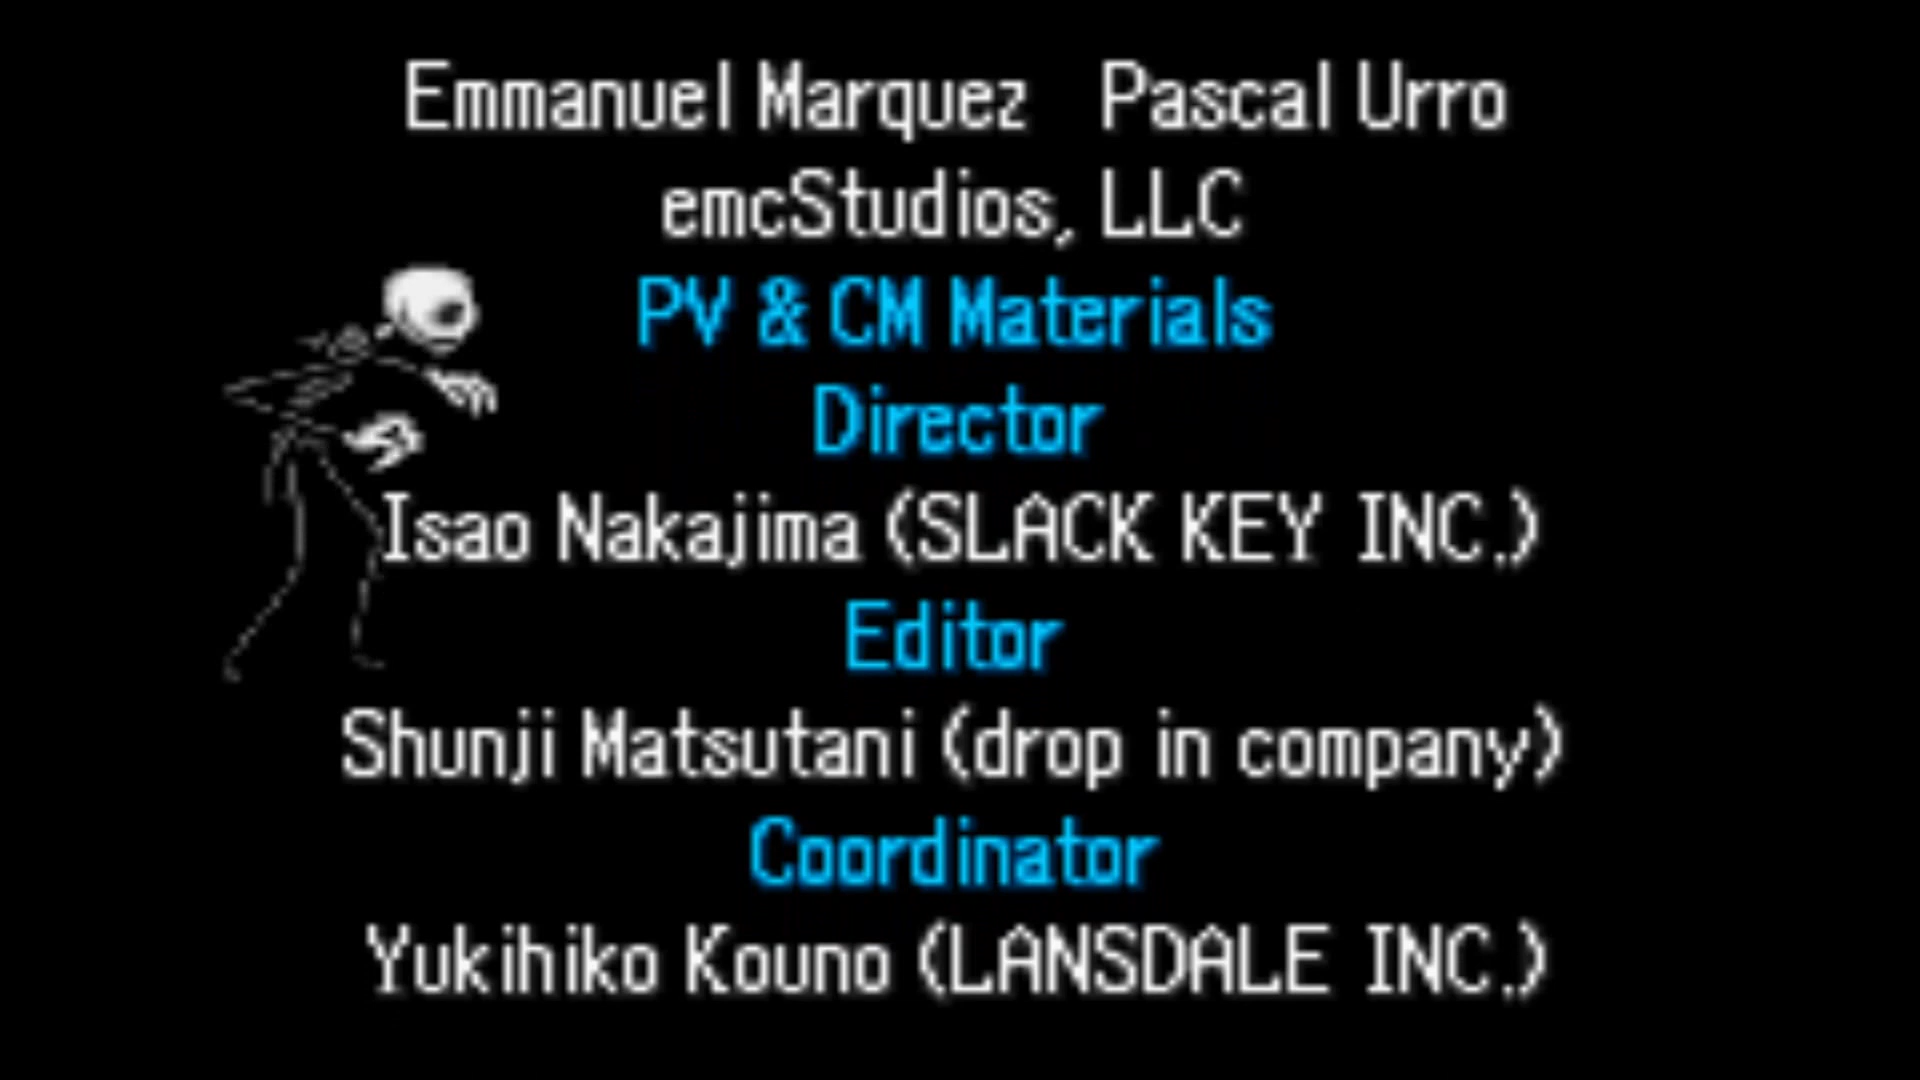 Emmanuel Marquez   Pascal Urro
emcStudios, LLC
PV & CM Materials
Director
Isao Nakajima (SLACK KEY INC.)
Editor
Shunji Matsutani (drop in company)
Coordinator
Yukihiko Kouno (LANSDALE INC.)